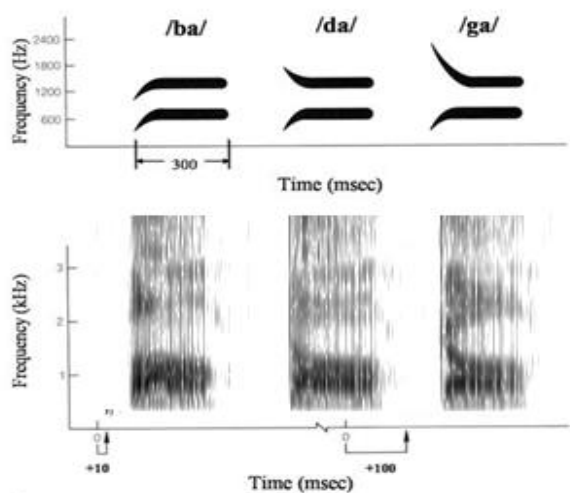 /ba/ /da/ /ga/
Frequency (Hz)
2400
1800
1200
600
300
Time (msec)
Frequency (kHz)
3
2
1
0 0
+10 +100
Time (msec)